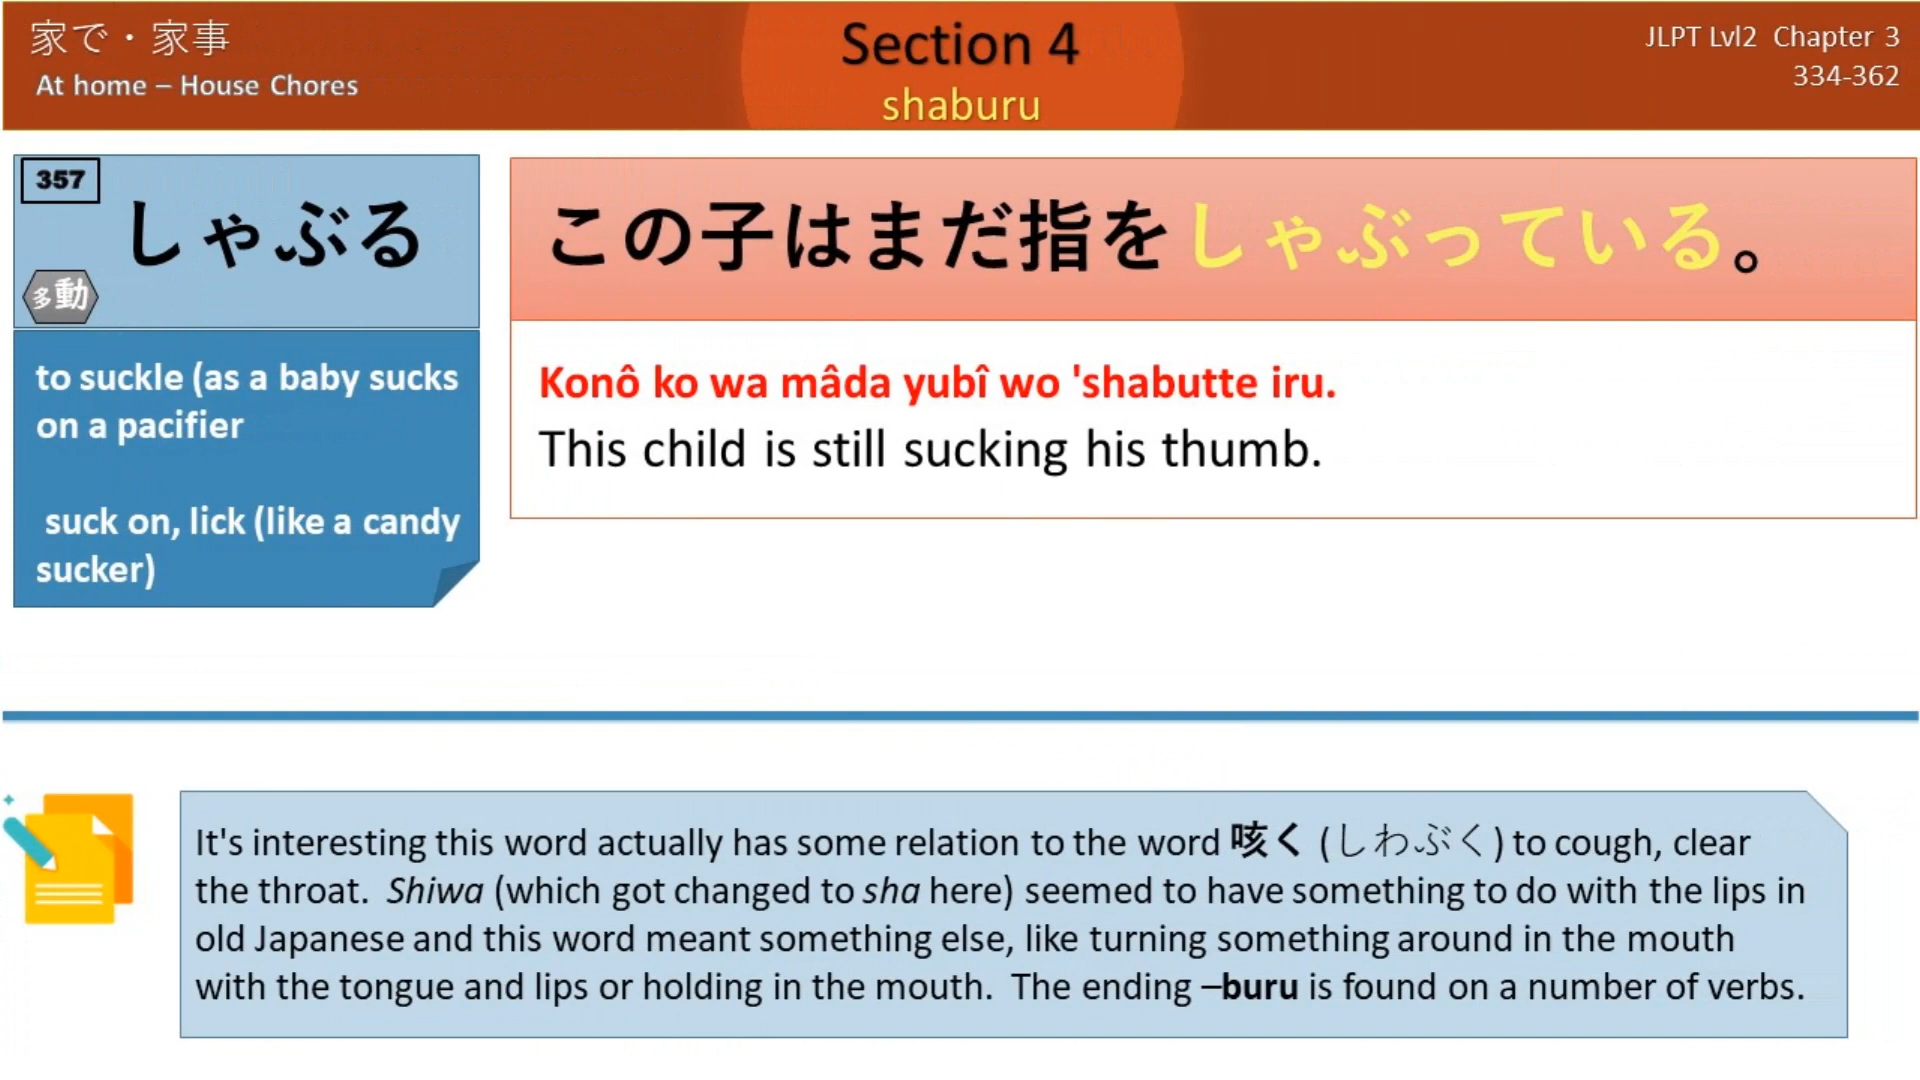 家で・家事
At home – House Chores
Section 4
shaburu
JLPT Lvl2 Chapter 3
334-362
357
しゃぶる
多動
to suckle (as a baby sucks
on a pacifier
suck on, lick (like a candy
sucker)
この子はまだ指をしゃぶっている。
Konô ko wa mâda yubî wo 'shabutte iru.
This child is still sucking his thumb.
It's interesting this word actually has some relation to the word 咳く (しわぶく) to cough, clear
the throat. Shiwa (which got changed to sha here) seemed to have something to do with the lips in
old Japanese and this word meant something else, like turning something around in the mouth
with the tongue and lips or holding in the mouth. The ending –buru is found on a number of verbs.